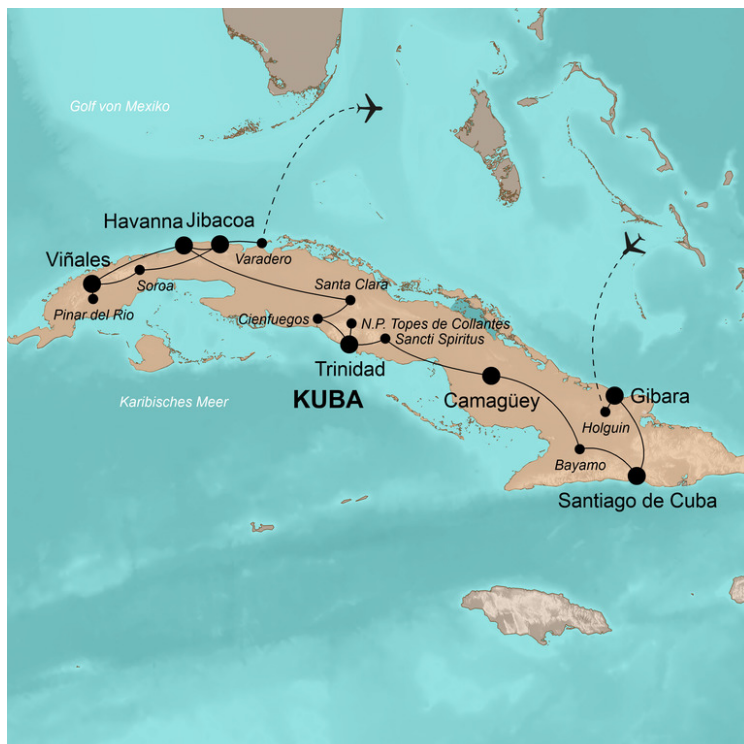 Golf von Mexiko
Havanna
Jibacoa
Viñales
Varadero
Soroa
Pinar del Rio
Santa Clara
Cienfuegos
N.P. Topes de Collantes
Sancti Spiritus
Trinidad
KUBA
Karibisches Meer
Camagüey
Gibara
Holguin
Bayamo
Santiago de Cuba